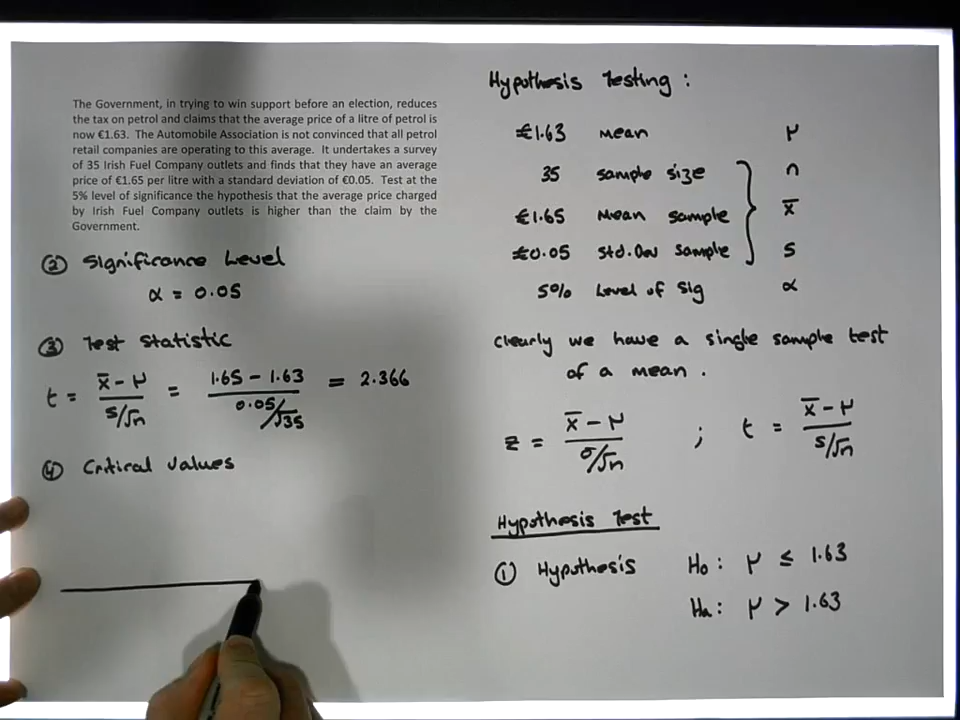 The Government, in trying to win support before an election, reduces
the tax on petrol and claims that the average price of a litre of petrol is
now €1.63. The Automobile Association is not convinced that all petrol
retail companies are operating to this average. It undertakes a survey
of 35 Irish Fuel Company outlets and finds that they have an average
price of €1.65 per litre with a standard deviation of €0.05. Test at the
5% level of significance the hypothesis that the average price charged
by Irish Fuel Company outlets is higher than the claim by the
Government.
② Significance Level
α = 0.05
③ Test Statistic
t = x̄ - μ / s/√n = 1.65 - 1.63 / 0.05/√35 = 2.366
④ Critical Values
Hypothesis Testing:
€1.63 Mean μ
35 sample size n
€1.65 Mean sample x̄
€0.05 Std.Dev sample s
5% Level of Sig α
Clearly we have a single sample test
of a mean.
z = x̄ - μ / σ/√n ; t = x̄ - μ / s/√n
Hypothesis Test
① Hypothesis Ho: μ ≤ 1.63
Ha: μ > 1.63